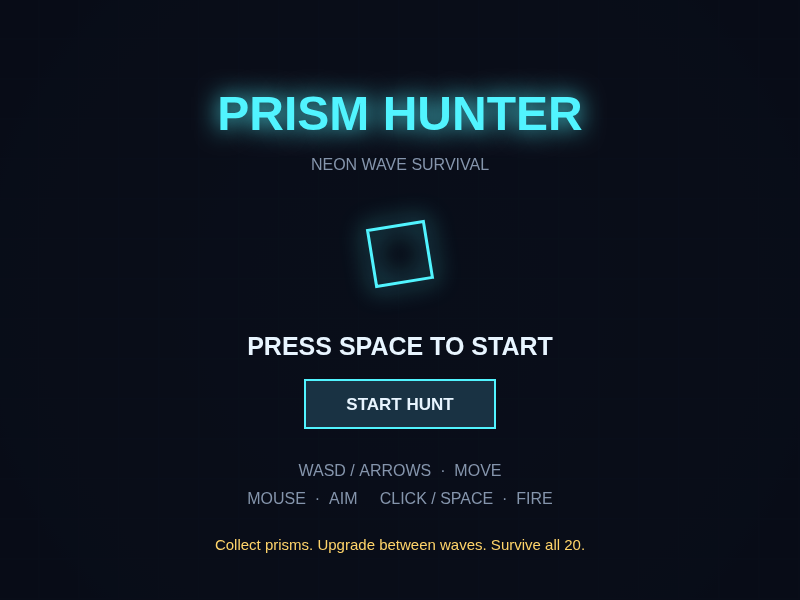 PRISM HUNTER
NEON WAVE SURVIVAL
PRESS SPACE TO START
START HUNT
WASD / ARROWS · MOVE
MOUSE · AIM CLICK / SPACE · FIRE
Collect prisms. Upgrade between waves. Survive all 20.